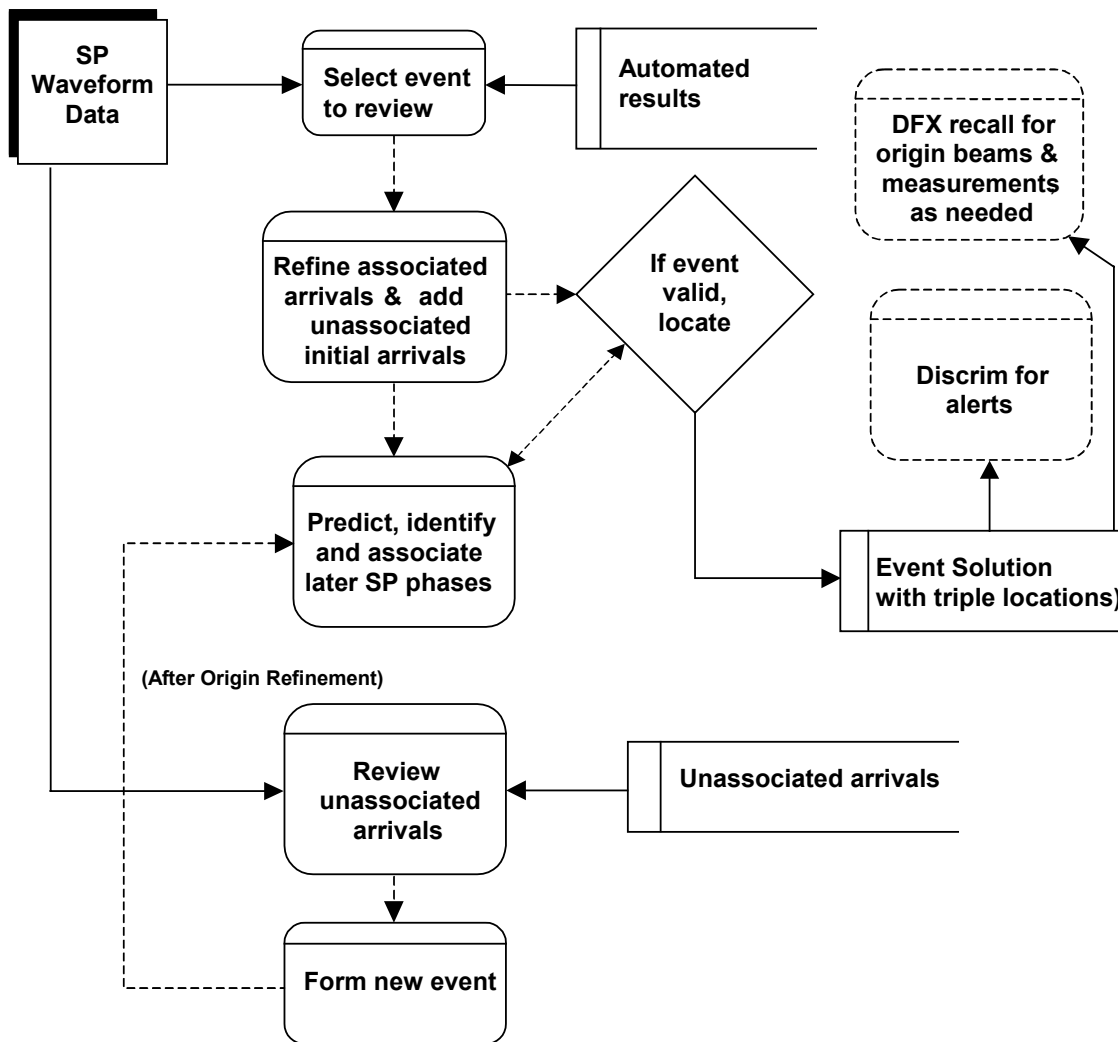 SP
Waveform
Data
Select event
to review
Automated
results
DFX recall for
origin beams &
measurements,
as needed
Refine associated
arrivals & add
unassociated
initial arrivals
If event
valid,
locate
Discrim for
alerts
Predict, identify
and associate
later SP phases
Event Solution
with triple locations)
(After Origin Refinement)
Review
unassociated
arrivals
Unassociated arrivals
Form new event